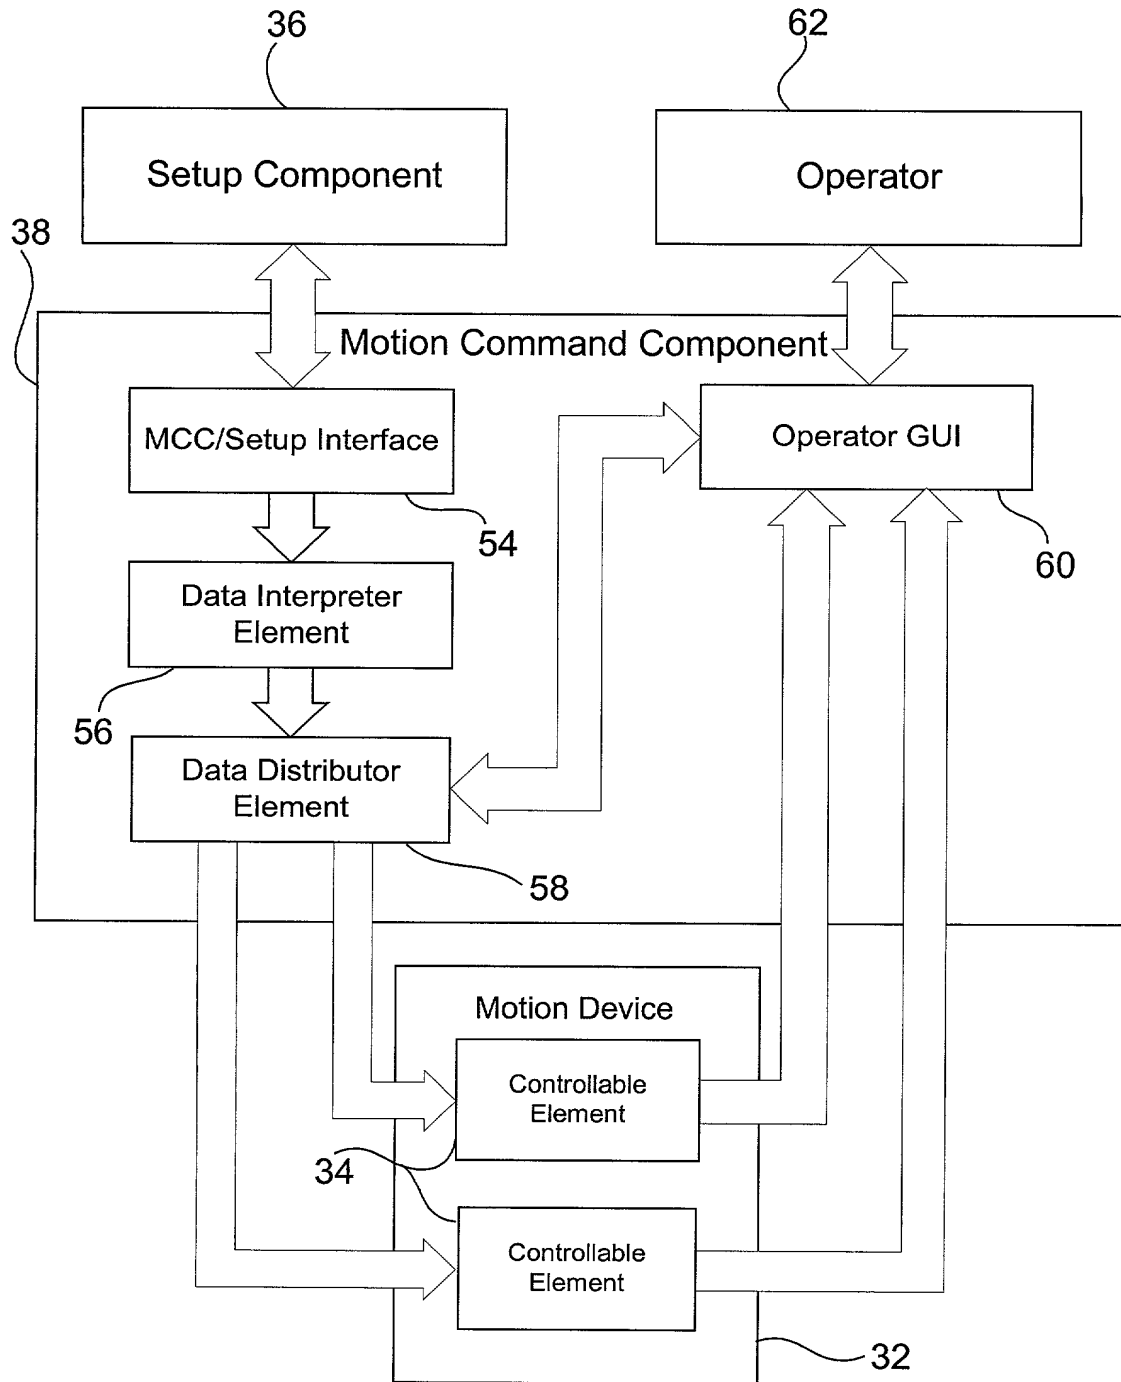 36
62
Setup Component
Operator
38
Motion Command Component
MCC/Setup Interface
Operator GUI
54
60
Data Interpreter
Element
56
Data Distributor
Element
58
Motion Device
Controllable
Element
34
Controllable
Element
32